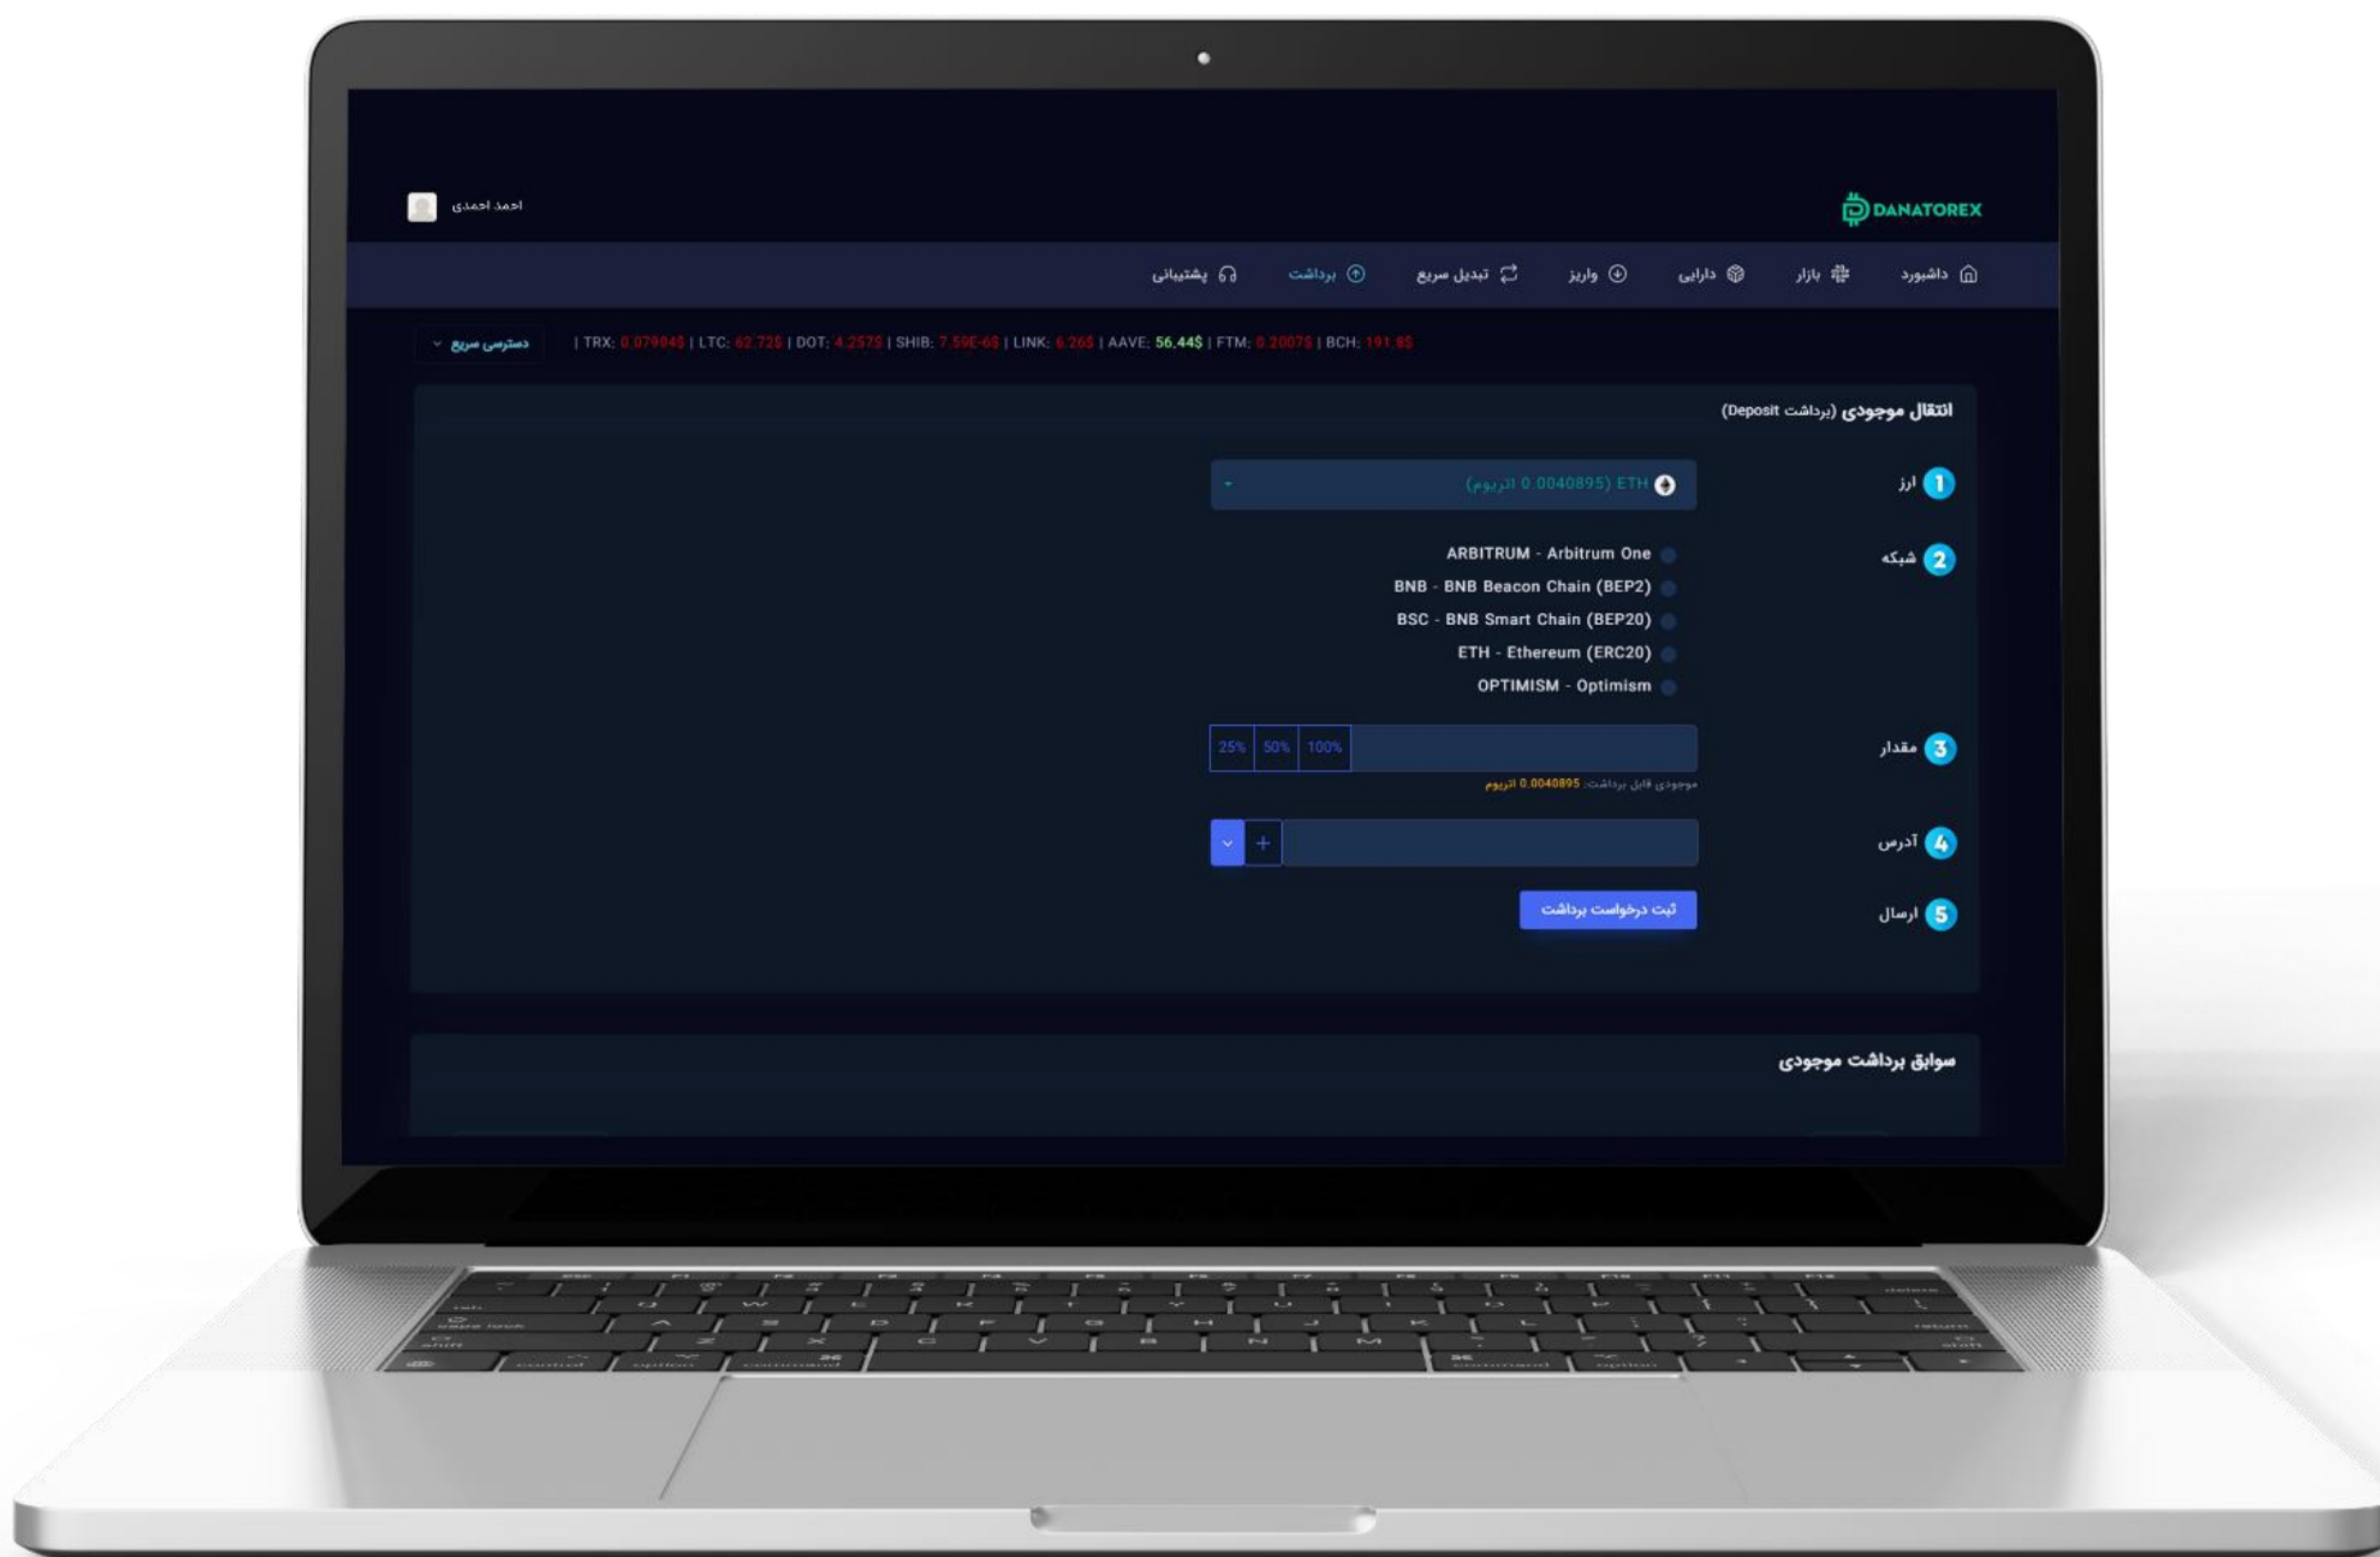 DANATOREX
احمد احمدی
داشبورد
بازار
دارایی
واریز
تبدیل سریع
برداشت
پشتیبانی
| TRX: 0.07904$ | LTC: 62.72$ | DOT: 4.257$ | SHIB: 7.59E-6$ | LINK: 6.26$ | AAVE: 56.44$ | FTM: 0.2007$ | BCH: 191.8$
دسترسی سریع
انتقال موجودی (برداشت Deposit)
1 ارز
ETH (0.0040895 اتریوم)
2 شبکه
ARBITRUM - Arbitrum One
BNB - BNB Beacon Chain (BEP2)
BSC - BNB Smart Chain (BEP20)
ETH - Ethereum (ERC20)
OPTIMISM - Optimism
3 مقدار
25% 50% 100%
موجودی قابل برداشت: 0.0040895 اتریوم
4 آدرس
+
5 ارسال
ثبت درخواست برداشت
سوابق برداشت موجودی